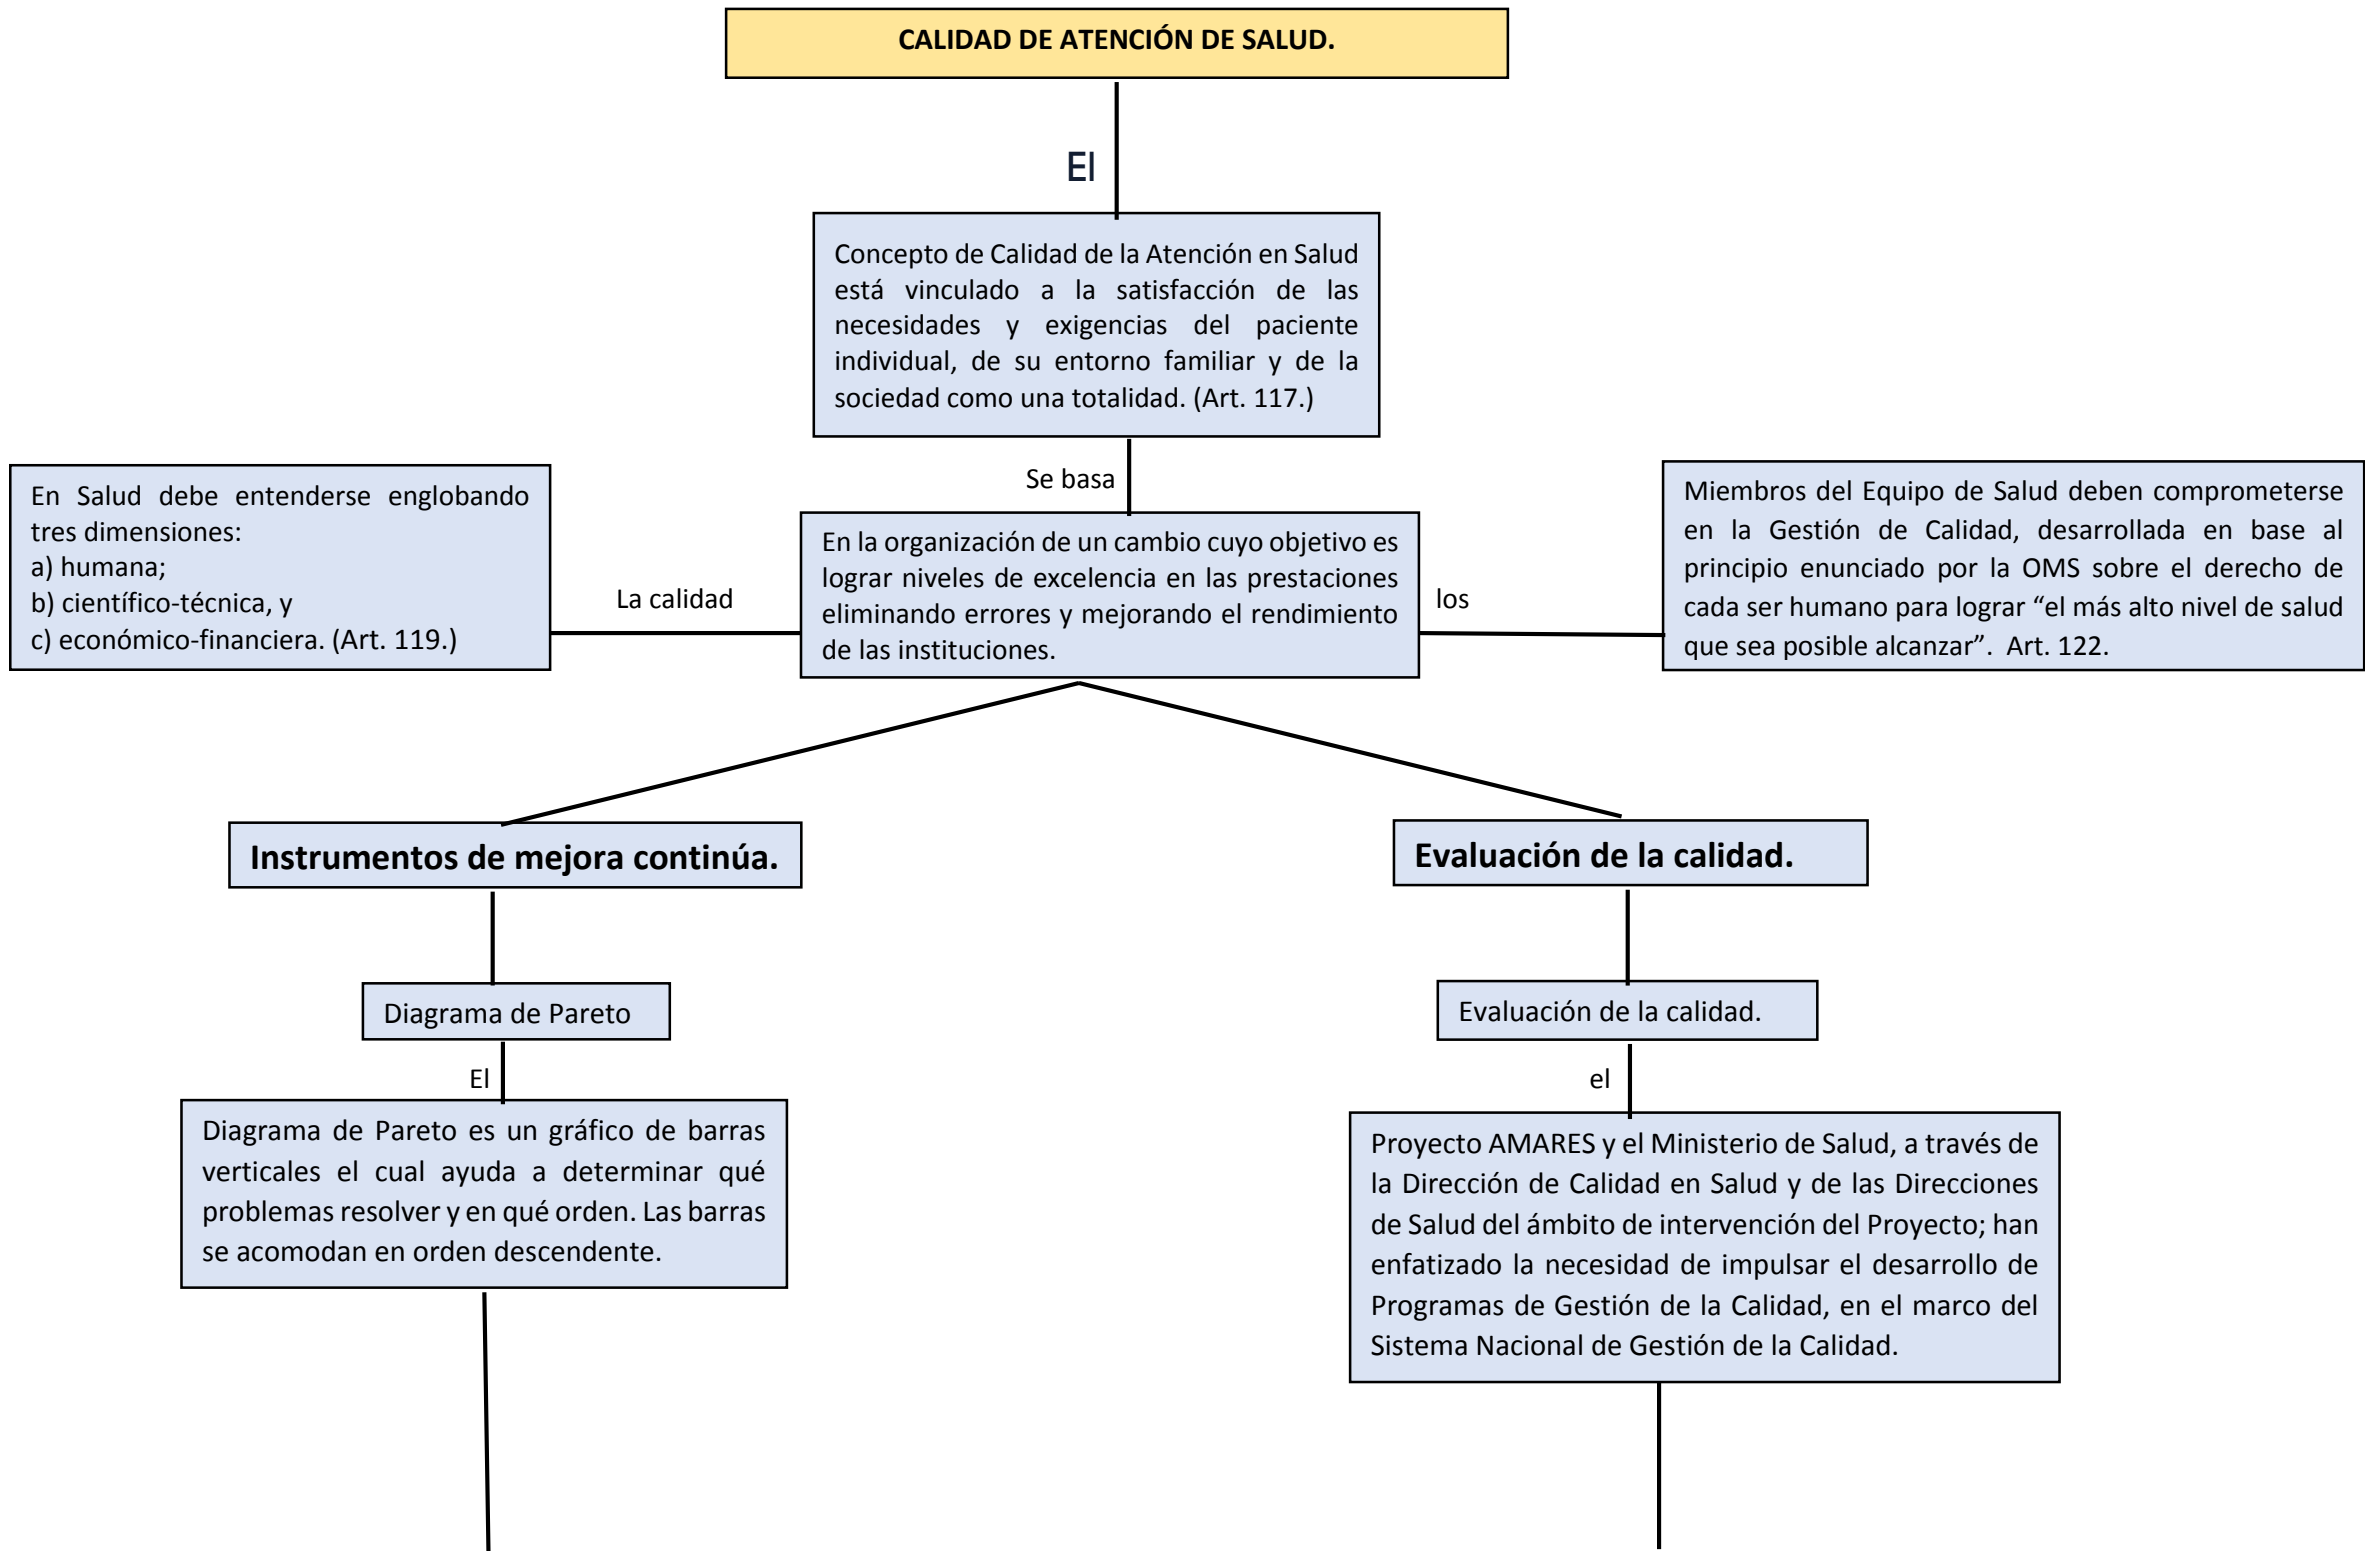 CALIDAD DE ATENCIÓN DE SALUD.
El
Concepto de Calidad de la Atención en Salud
está vinculado a la satisfacción de las
necesidades y exigencias del paciente
individual, de su entorno familiar y de la
sociedad como una totalidad. (Art. 117.)
Se basa
En Salud debe entenderse englobando
tres dimensiones:
a) humana;
b) científico-técnica, y
c) económico-financiera. (Art. 119.)
La calidad
En la organización de un cambio cuyo objetivo es
lograr niveles de excelencia en las prestaciones
eliminando errores y mejorando el rendimiento
de las instituciones.
los
Miembros del Equipo de Salud deben comprometerse
en la Gestión de Calidad, desarrollada en base al
principio enunciado por la OMS sobre el derecho de
cada ser humano para lograr “el más alto nivel de salud
que sea posible alcanzar”. Art. 122.
Instrumentos de mejora continúa.
Diagrama de Pareto
El
Diagrama de Pareto es un gráfico de barras
verticales el cual ayuda a determinar qué
problemas resolver y en qué orden. Las barras
se acomodan en orden descendente.
Evaluación de la calidad.
Evaluación de la calidad.
el
Proyecto AMARES y el Ministerio de Salud, a través de
la Dirección de Calidad en Salud y de las Direcciones
de Salud del ámbito de intervención del Proyecto; han
enfatizado la necesidad de impulsar el desarrollo de
Programas de Gestión de la Calidad, en el marco del
Sistema Nacional de Gestión de la Calidad.